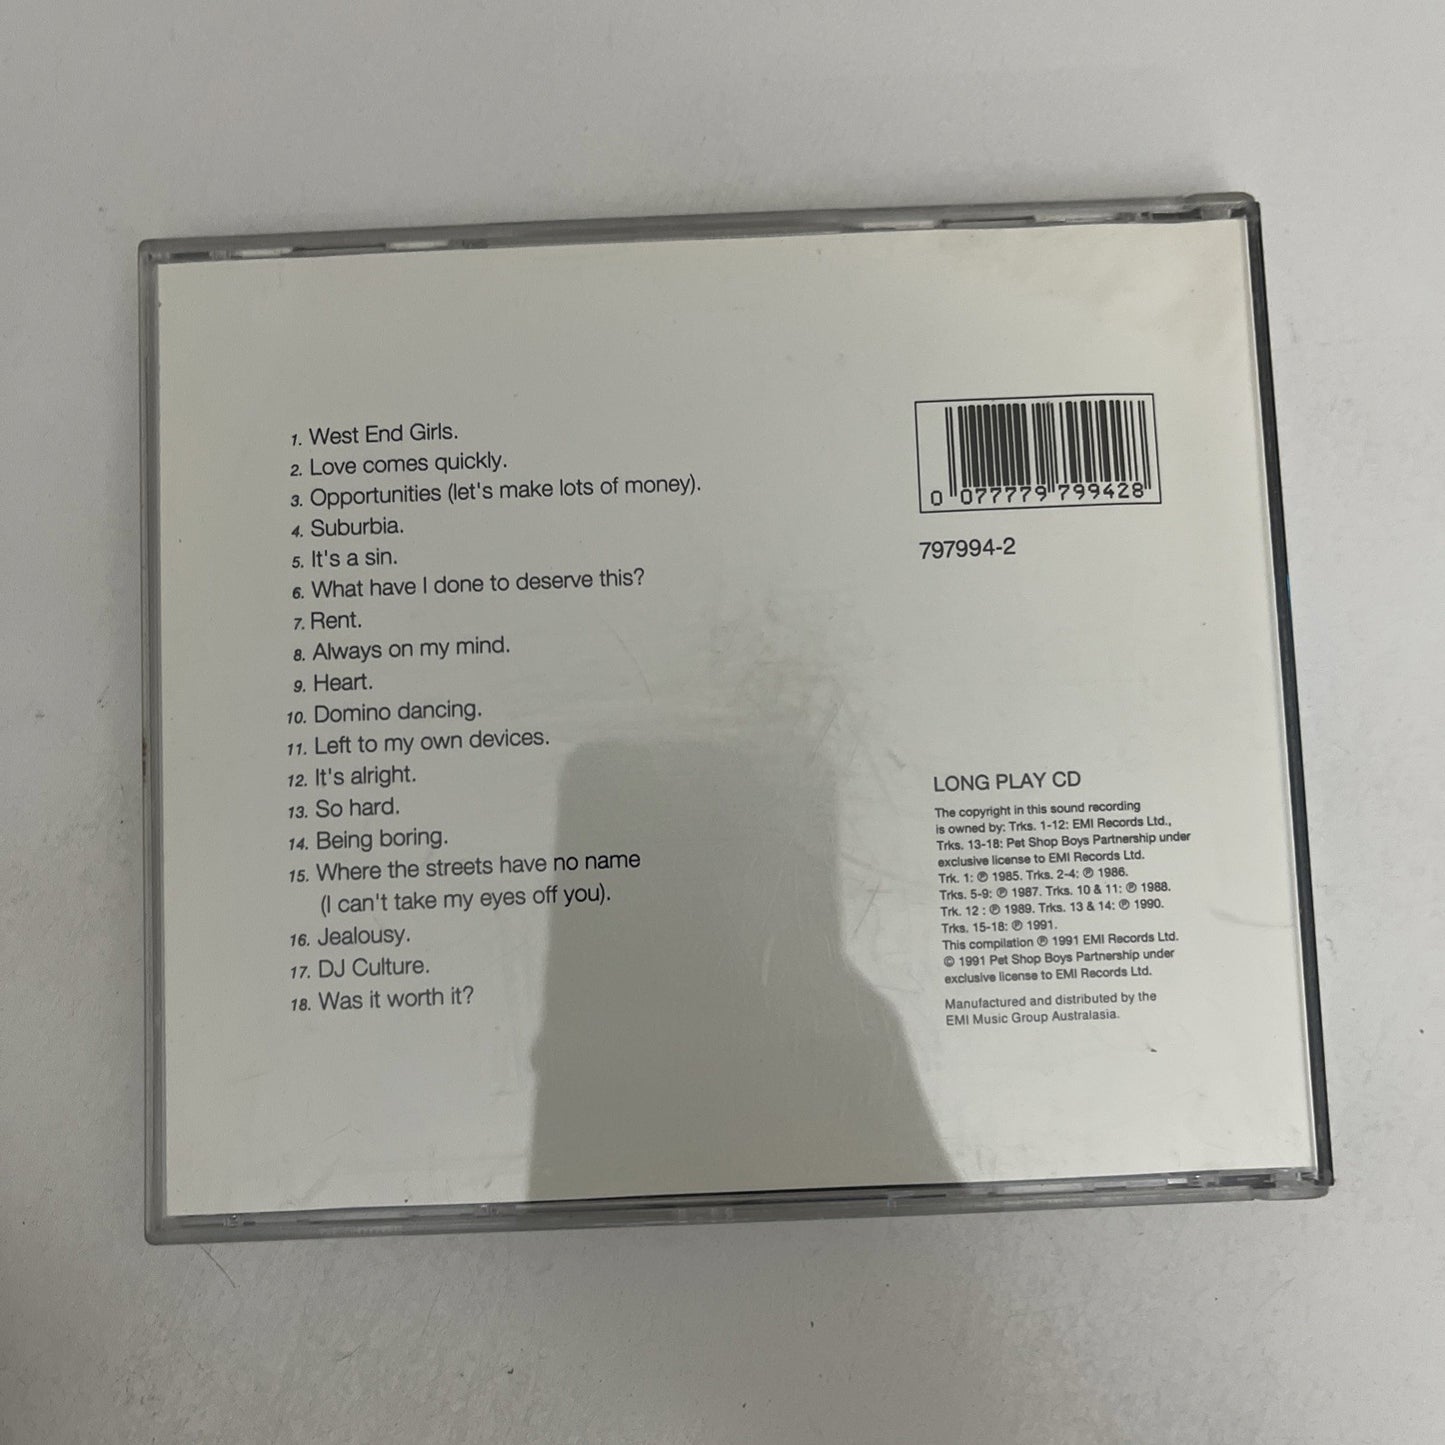 1. West End Girls.
2. Love comes quickly.
3. Opportunities (let's make lots of money).
4. Suburbia.
5. It's a sin.
6. What have I done to deserve this?
7. Rent.
8. Always on my mind.
9. Heart.
10. Domino dancing.
11. Left to my own devices.
12. It's alright.
13. So hard.
14. Being boring.
15. Where the streets have no name
(I can't take my eyes off you).
16. Jealousy.
17. DJ Culture.
18. Was it worth it?
0 077779 799428
797994-2
LONG PLAY CD
The copyright in this sound recording
is owned by: Trks. 1-12: EMI Records Ltd.,
Trks. 13-18: Pet Shop Boys Partnership under
exclusive license to EMI Records Ltd.
Trk. 1: ℗ 1985. Trks. 2-4: ℗ 1986.
Trks. 5-9: ℗ 1987. Trks. 10 & 11: ℗ 1988.
Trk. 12 : ℗ 1989. Trks. 13 & 14: ℗ 1990.
Trks. 15-18: ℗ 1991.
This compilation ℗ 1991 EMI Records Ltd.
© 1991 Pet Shop Boys Partnership under
exclusive license to EMI Records Ltd.
Manufactured and distributed by the
EMI Music Group Australasia.